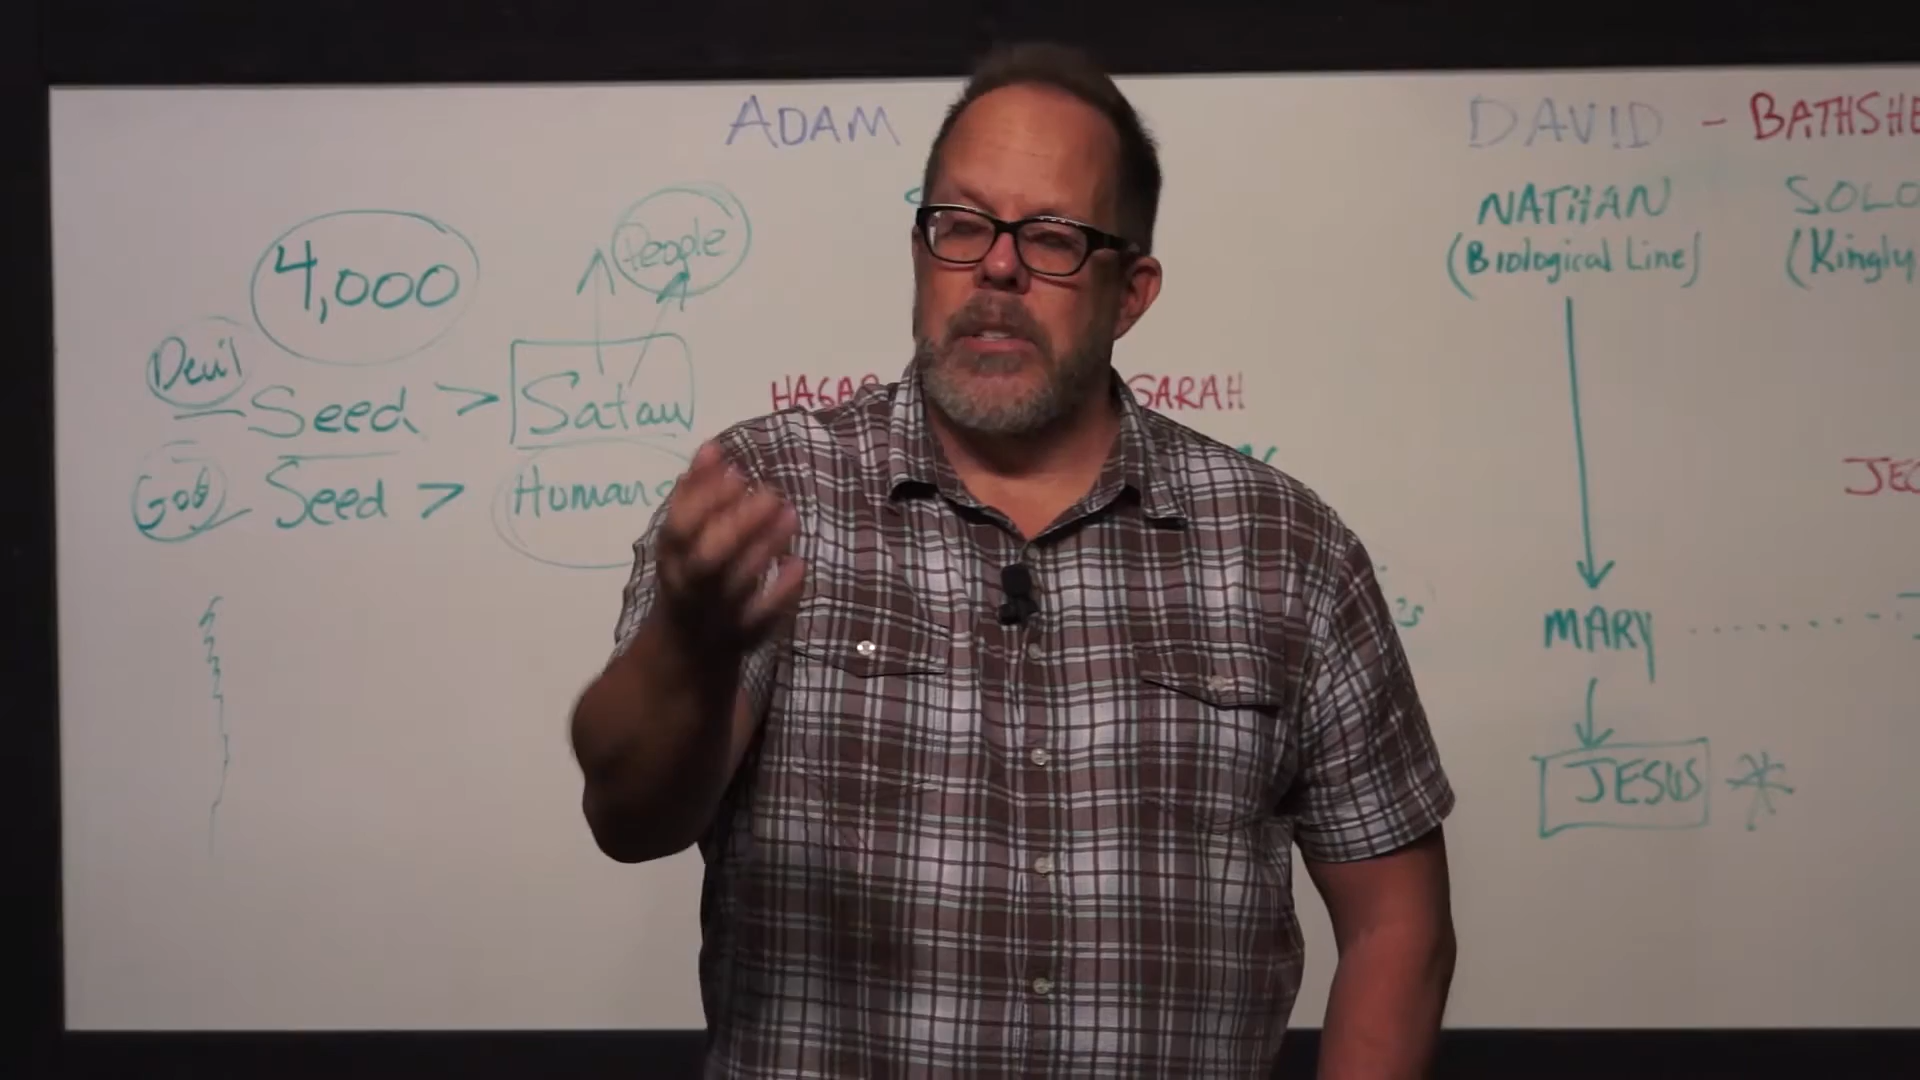 ADAM
DAVID - BATHSHE
NATHAN
(Biological Line)
SOLO
(Kingly
4,000
People
Devil
Seed > Satan
HAGAR
SARAH
God Seed > Humans
JEC
MARY
JESUS *